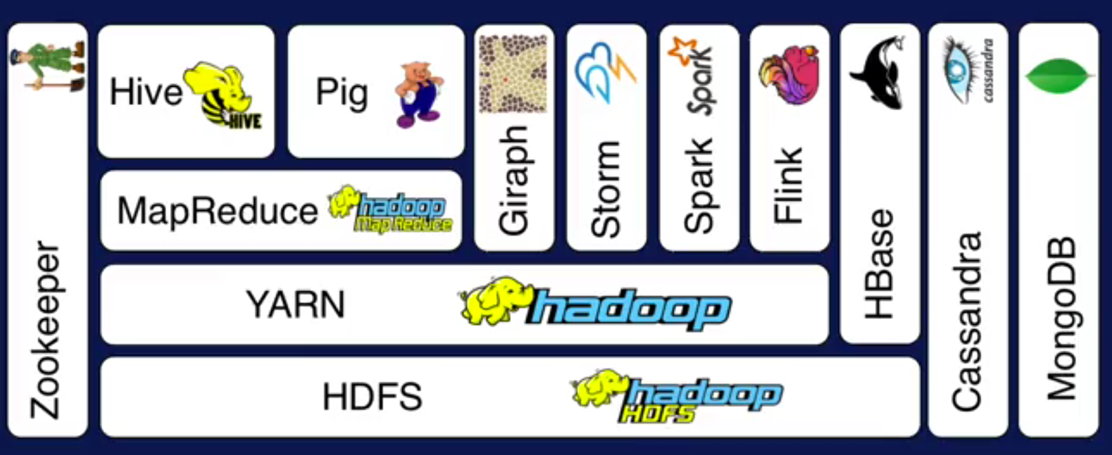 Zookeeper
Hive
HIVE
Pig
Giraph
Storm
Spark
Spark
Flink
HBase
cassandra
Cassandra
MongoDB
MapReduce
hadoop
Map Reduce
YARN
hadoop
HDFS
hadoop
HDFS